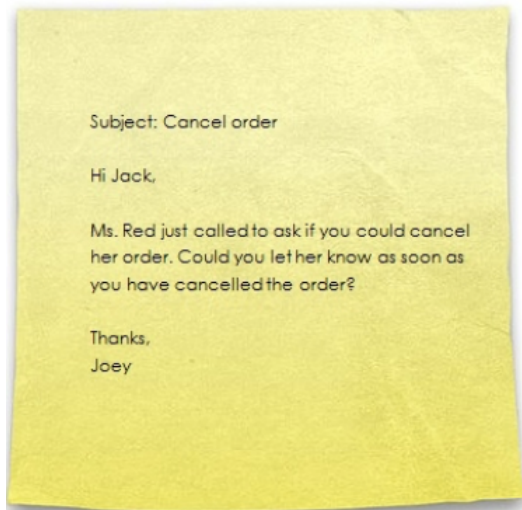 Subject: Cancel order
Hi Jack,
Ms. Red just called to ask if you could cancel
her order. Could you let her know as soon as
you have cancelled the order?
Thanks,
Joey